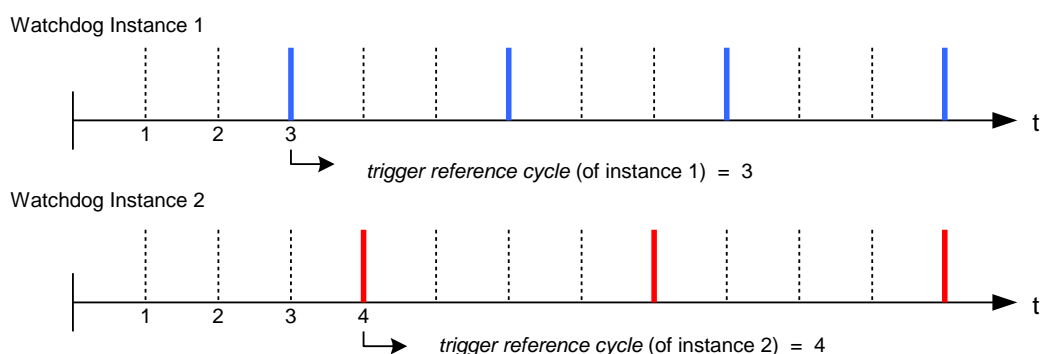 Watchdog Instance 1
t
1 2 3
trigger reference cycle (of instance 1) = 3
Watchdog Instance 2
t
1 2 3 4
trigger reference cycle (of instance 2) = 4